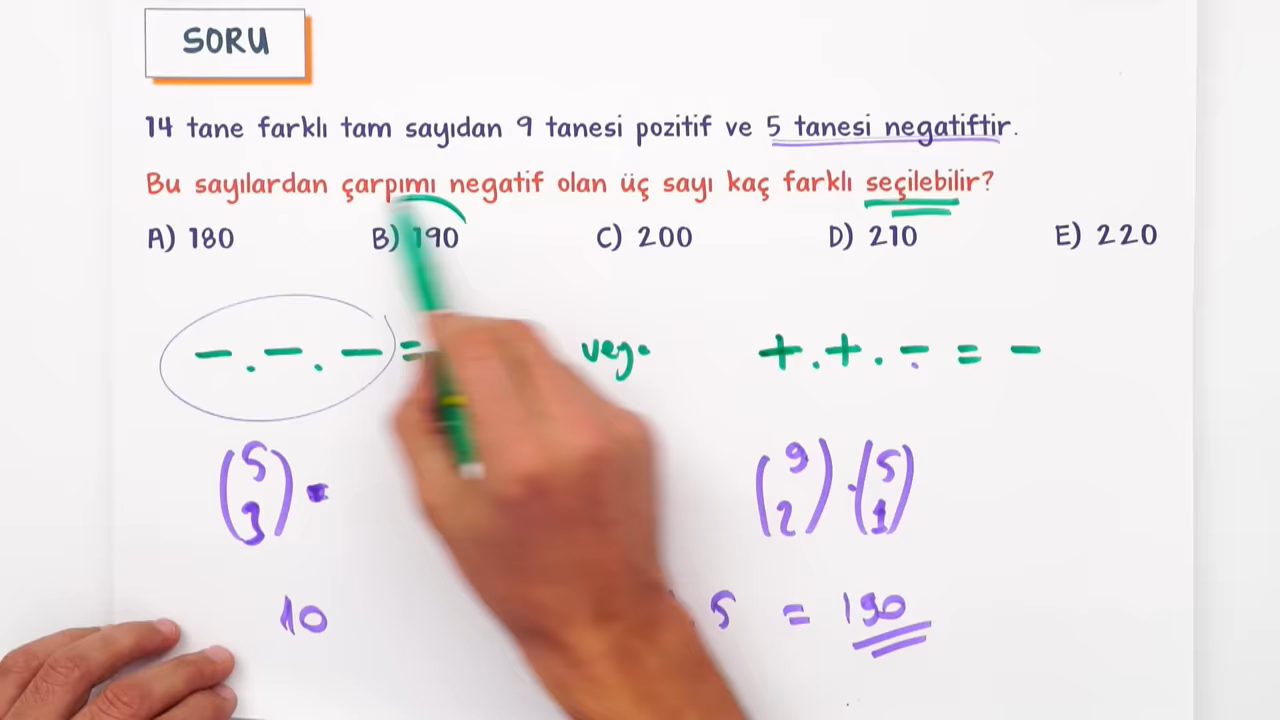 SORU
14 tane farklı tam sayıdan 9 tanesi pozitif ve 5 tanesi negatiftir.
Bu sayılardan çarpımı negatif olan üç sayı kaç farklı seçilebilir?
A) 180 B) 190 C) 200 D) 210 E) 220
- . - . - = veya + . + . - = -
(5 3) = (9 2) . (5 1)
10 . 5 = 190